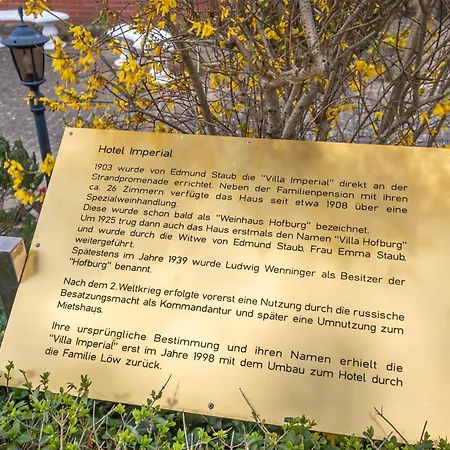 Hotel Imperial
1903 wurde von Edmund Staub die "Villa Imperial" direkt an der
Strandpromenade errichtet. Neben der Familienpension mit ihren
ca. 26 Zimmern verfügte das Haus seit etwa 1908 über eine
Spezialweinhandlung.
Diese wurde schon bald als "Weinhaus Hofburg" bezeichnet.
Um 1925 trug dann auch das Haus erstmals den Namen "Villa Hofburg"
und wurde durch die Witwe von Edmund Staub, Frau Emma Staub,
weitergeführt.
Spätestens im Jahre 1939 wurde Ludwig Wenninger als Besitzer der
"Hofburg" benannt.
Nach dem 2. Weltkrieg erfolgte vorerst eine Nutzung durch die russische
Besatzungsmacht als Kommandantur und später eine Umnutzung zum
Mietshaus.
Ihre ursprüngliche Bestimmung und ihren Namen erhielt die
"Villa Imperial" erst im Jahre 1998 mit dem Umbau zum Hotel durch
die Familie Löw zurück.